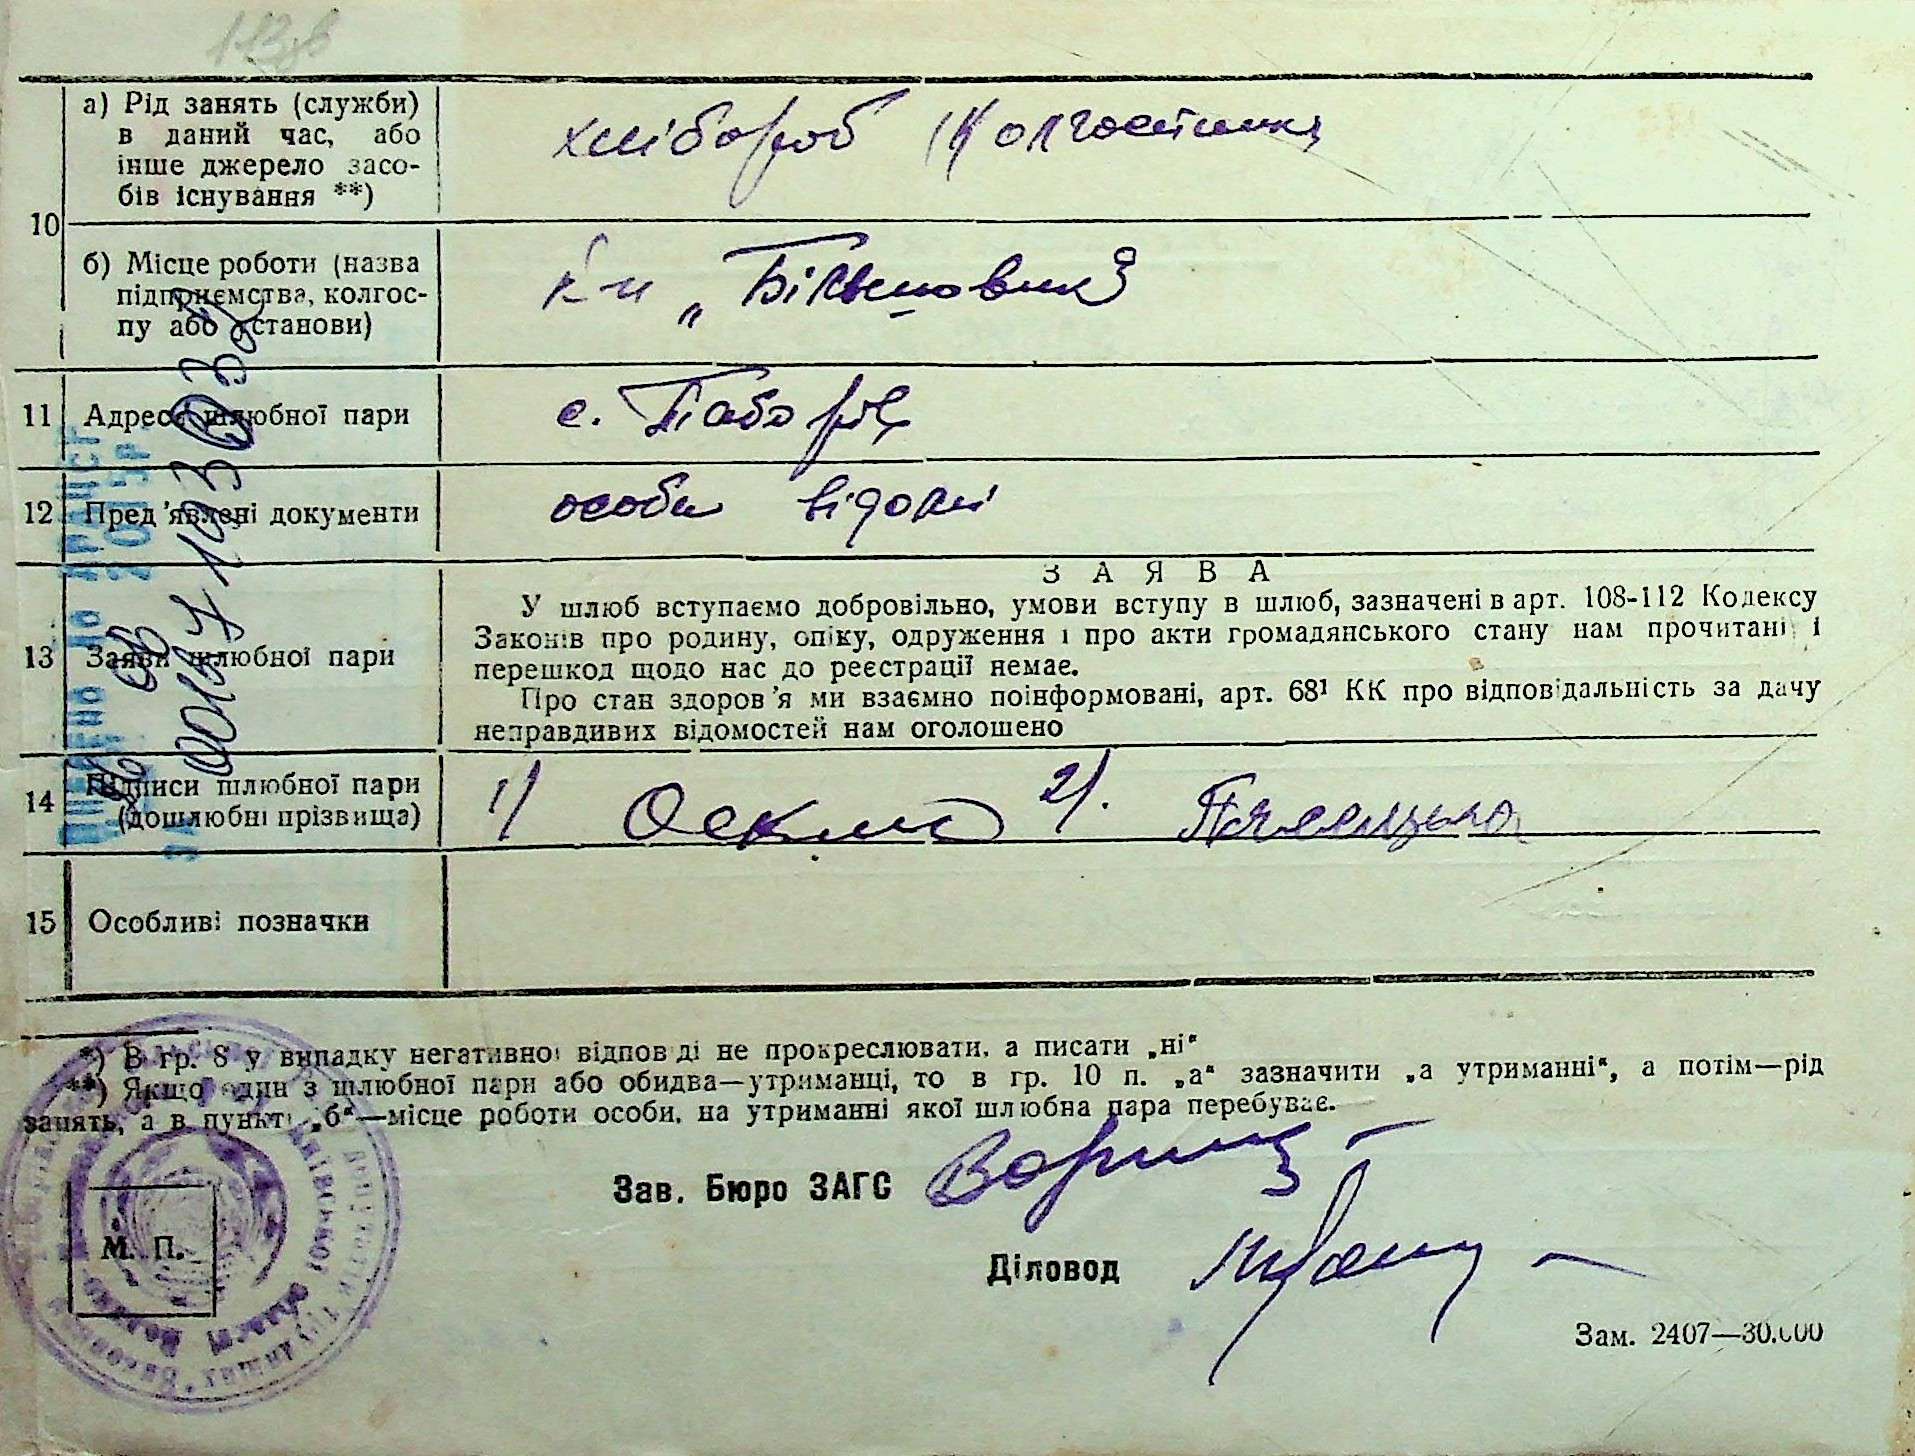 113зв
а) Рід занять (служби) в даний час, або інше джерело засобів існування **)
хлібороб (колгоспник)
10
б) Місце роботи (назва підприємства, колгоспу або установи)
к-п „Більшовик"
11 Адреса шлюбної пари
с. Таборів
12 Пред'явлені документи
особи відомі
ЗАЯВА
13 Заяви шлюбної пари
У шлюб вступаємо добровільно, умови вступу в шлюб, зазначені в арт. 108-112 Кодексу
Законів про родину, опіку, одруження і про акти громадянського стану нам прочитані і
перешкод щодо нас до реєстрації немає.
Про стан здоров'я ми взаємно поінформовані, арт. 68¹ КК про відповідальність за дачу
неправдивих відомостей нам оголошено
14 Підписи шлюбної пари (дошлюбні прізвища)
1) 2).
15 Особливі позначки
*) В гр. 8 у випадку негативної відповіді не прокреслювати, а писати „ні"
**) Якщо один з шлюбної пари або обидва—утриманці, то в гр. 10 п. „а" зазначити „а утриманні", а потім—рід
занять, а в пункті „б"—місце роботи особи, на утриманні якої шлюбна пара перебуває.
Зав. Бюро ЗАГС
М. П.
Діловод
Зам. 2407—30.000